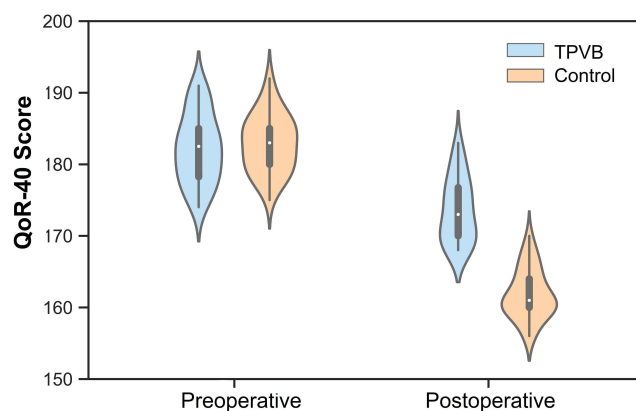 QoR-40 Score
200
190
180
170
160
150
TPVB
Control
Preoperative
Postoperative